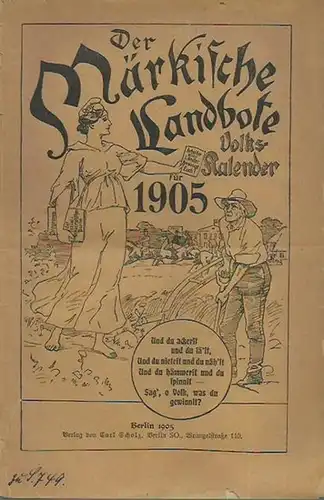 Der
Märkische
Landbote
Volks-
Kalender
für
1905
Und du ackerst
und du sä'st,
Und du nietest und du näh'st
Und du hämmerst und du
spinnst —
Sag', o Volk, was du
gewinnst?
Berlin 1905
Verlag von Carl Scholz, Berlin SO., Wrangelstraße 110.